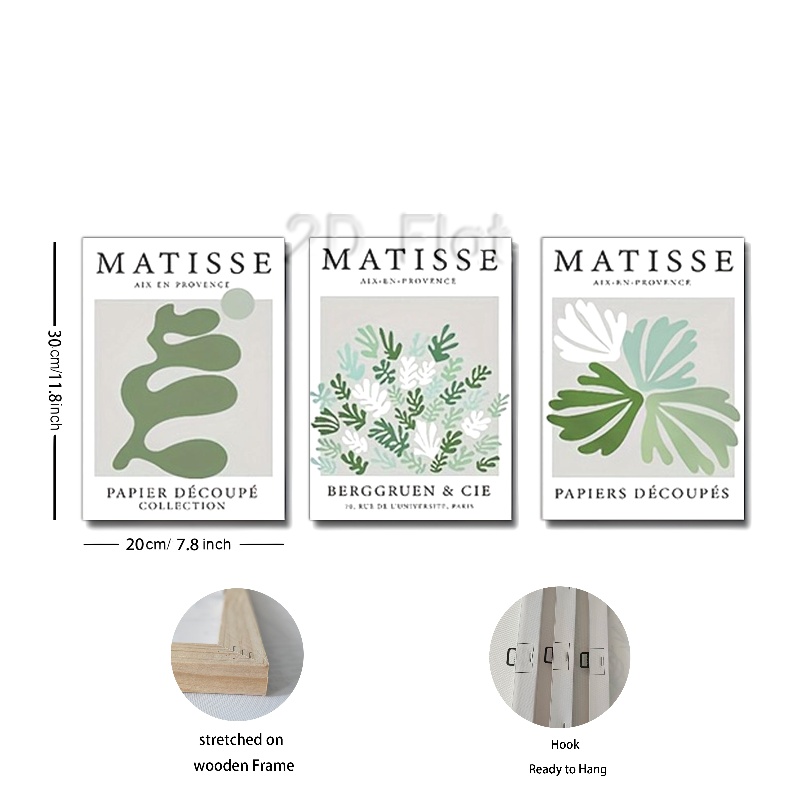 2D Flat
MATISSE
AIX EN PROVENCE
PAPIER DÉCOUPÉ
COLLECTION
MATISSE
AIX-EN-PROVENCE
BERGGRUEN & CIE
70, RUE DE L'UNIVERSITÉ, PARIS
MATISSE
AIX-EN-PROVENCE
PAPIERS DÉCOUPÉS
30cm/11.8inch
20cm/ 7.8 inch
stretched on
wooden Frame
Hook
Ready to Hang